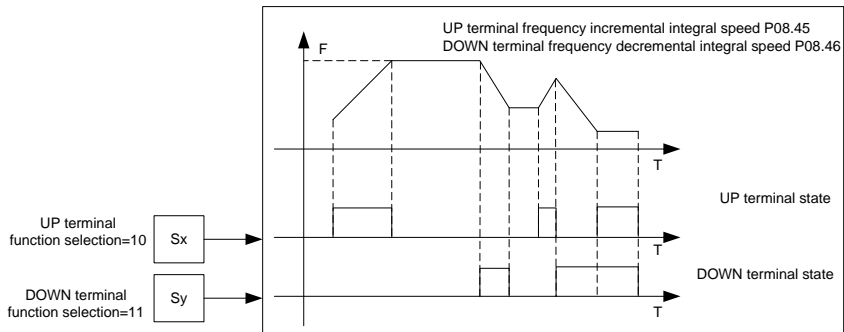 UP terminal frequency incremental integral speed P08.45
DOWN terminal frequency decremental integral speed P08.46
F
T
UP terminal state
UP terminal
function selection=10
Sx
T
DOWN terminal state
DOWN terminal
function selection=11
Sy
T